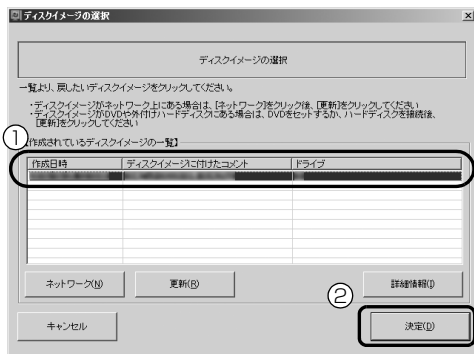 ディスクイメージの選択
ディスクイメージの選択
一覧より、戻したいディスクイメージをクリックしてください。
・ディスクイメージがネットワーク上にある場合は、[ネットワーク]をクリック後、[更新]をクリックしてください
・ディスクイメージがDVDや外付けハードディスクにある場合は、DVDをセットするか、ハードディスクを接続後、
[更新]をクリックしてください
①
【作成されているディスクイメージの一覧】
作成日時 ディスクイメージに付けたコメント ドライブ
ネットワーク(N) 更新(R) 詳細情報(I)
②
キャンセル 決定(D)